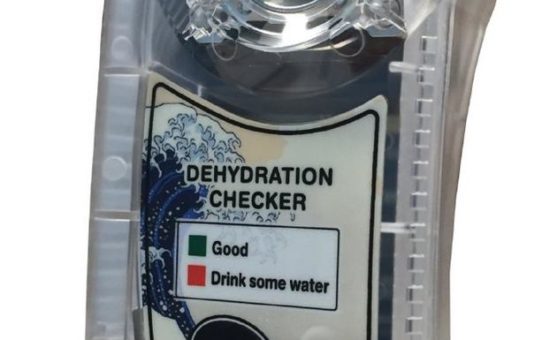 DEHYDRATION
CHECKER
Good
Drink some water